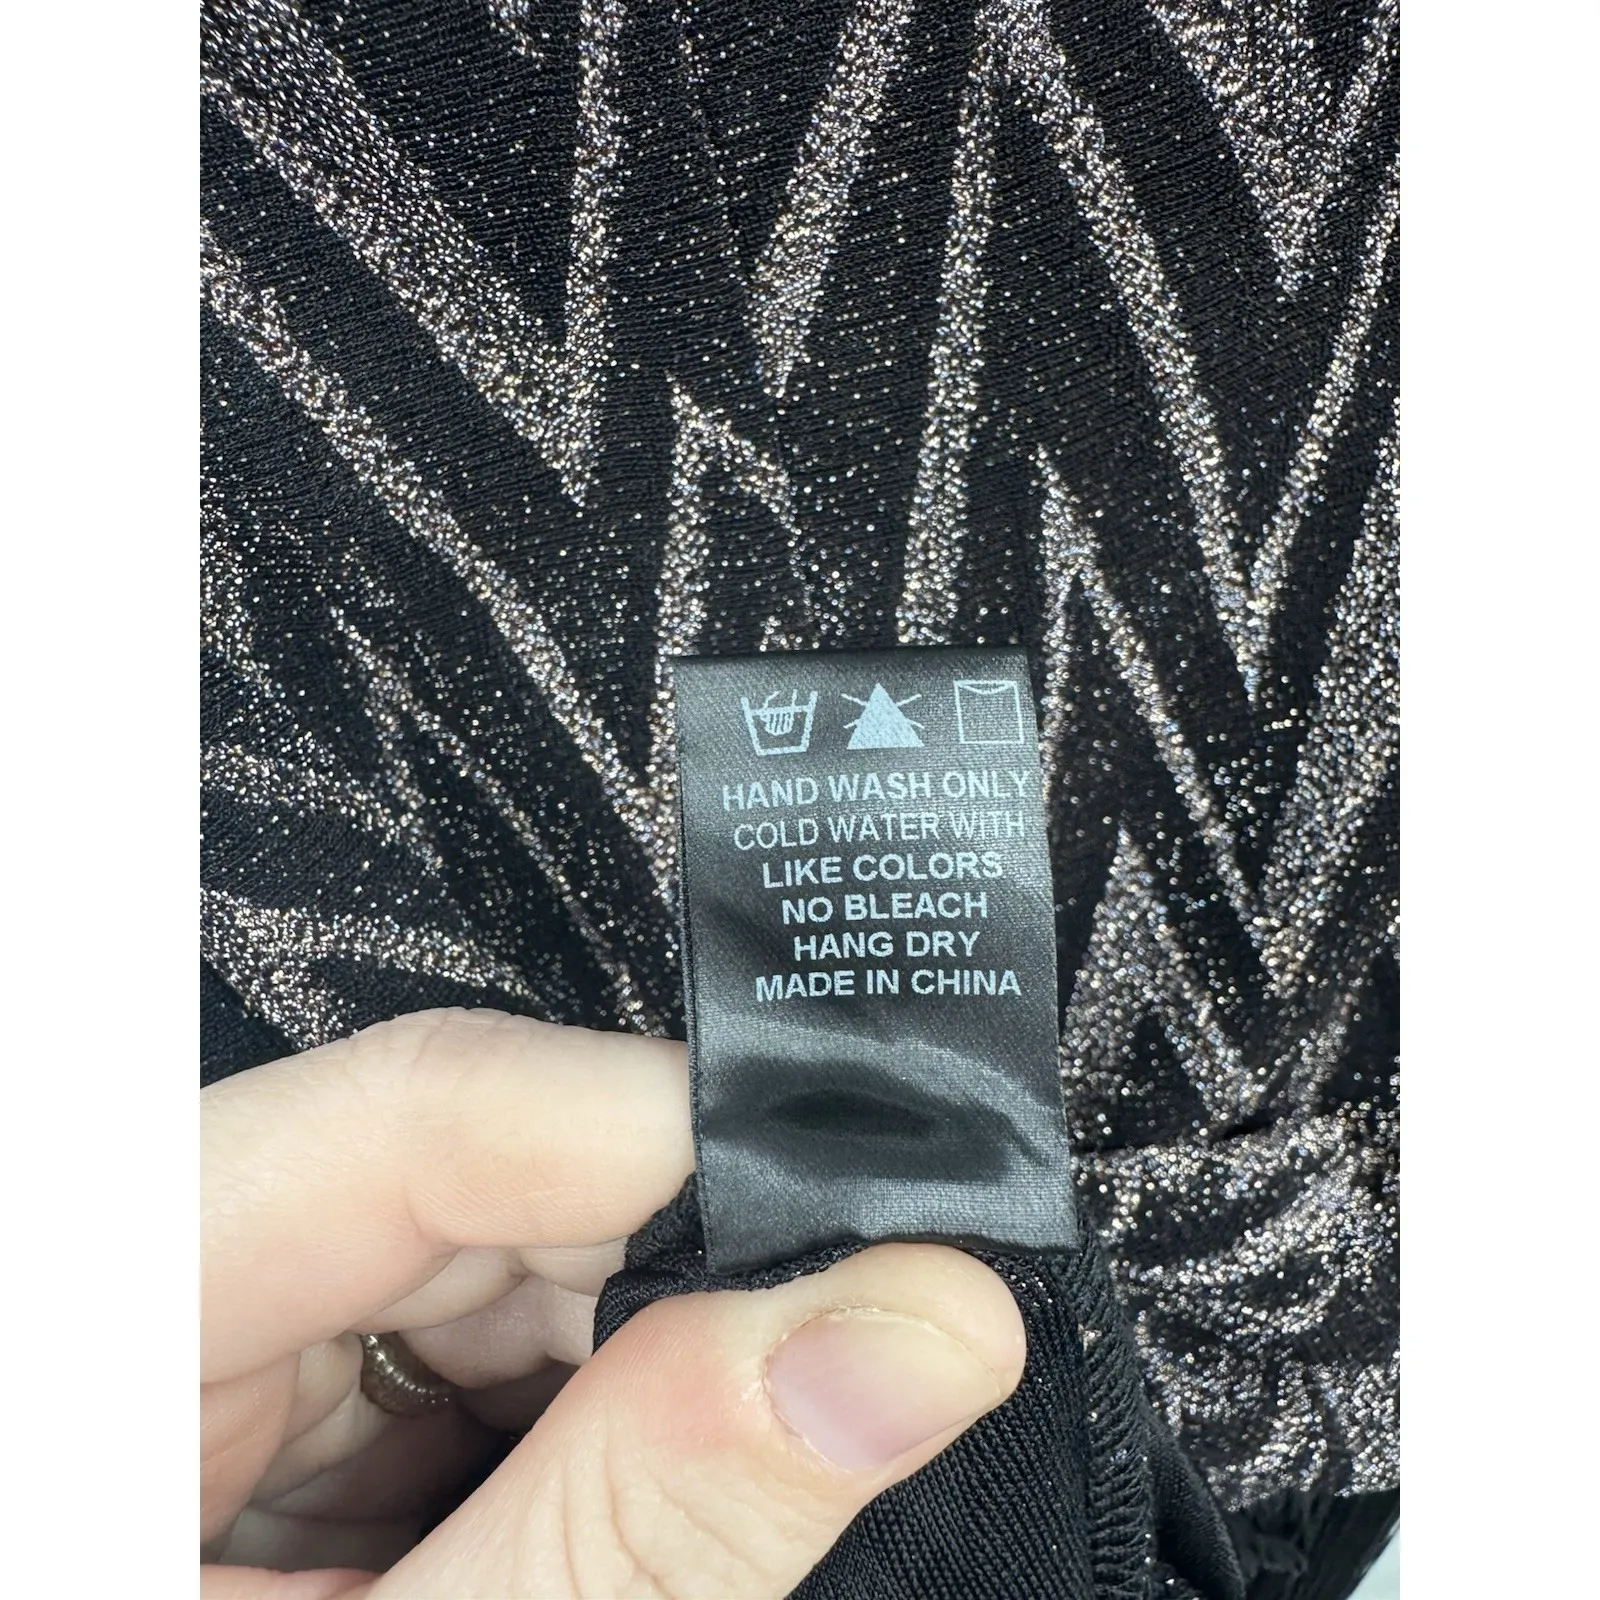 HAND WASH ONLY
COLD WATER WITH
LIKE COLORS
NO BLEACH
HANG DRY
MADE IN CHINA